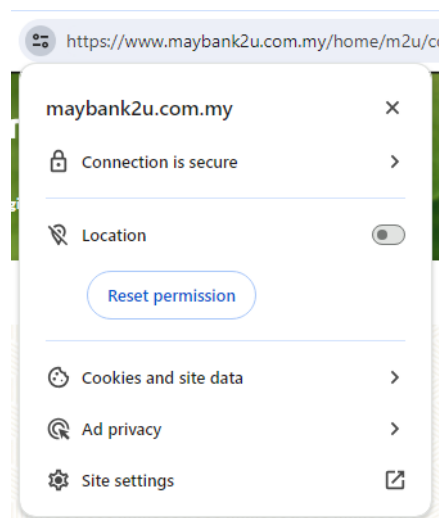 https://www.maybank2u.com.my/home/m2u/c
maybank2u.com.my
Connection is secure
Location
Reset permission
Cookies and site data
Ad privacy
Site settings